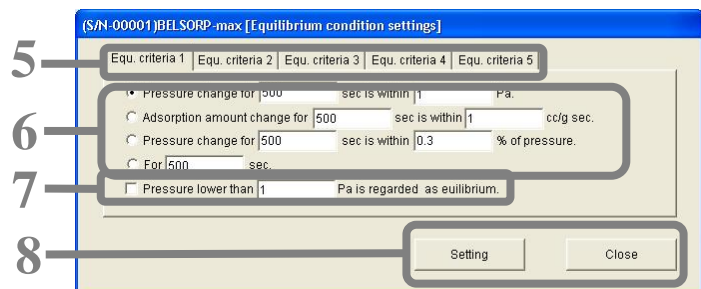 (S/N-00001)BELSORP-max [Equilibrium condition settings]
5
Equ. criteria 1 Equ. criteria 2 Equ. criteria 3 Equ. criteria 4 Equ. criteria 5
6
Pressure change for 500 sec is within 1 Pa.
Adsorption amount change for 500 sec is within 1 cc/g sec.
Pressure change for 500 sec is within 0.3 % of pressure.
For 500 sec.
7
Pressure lower than 1 Pa is regarded as euilibrium.
8
Setting Close